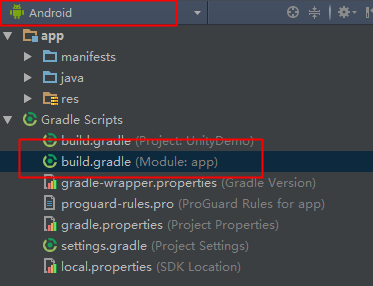 Android
app
manifests
java
res
Gradle Scripts
build.gradle (Project: UnityDemo)
build.gradle (Module: app)
gradle-wrapper.properties (Gradle Version)
proguard-rules.pro (ProGuard Rules for app)
gradle.properties (Project Properties)
settings.gradle (Project Settings)
local.properties (SDK Location)